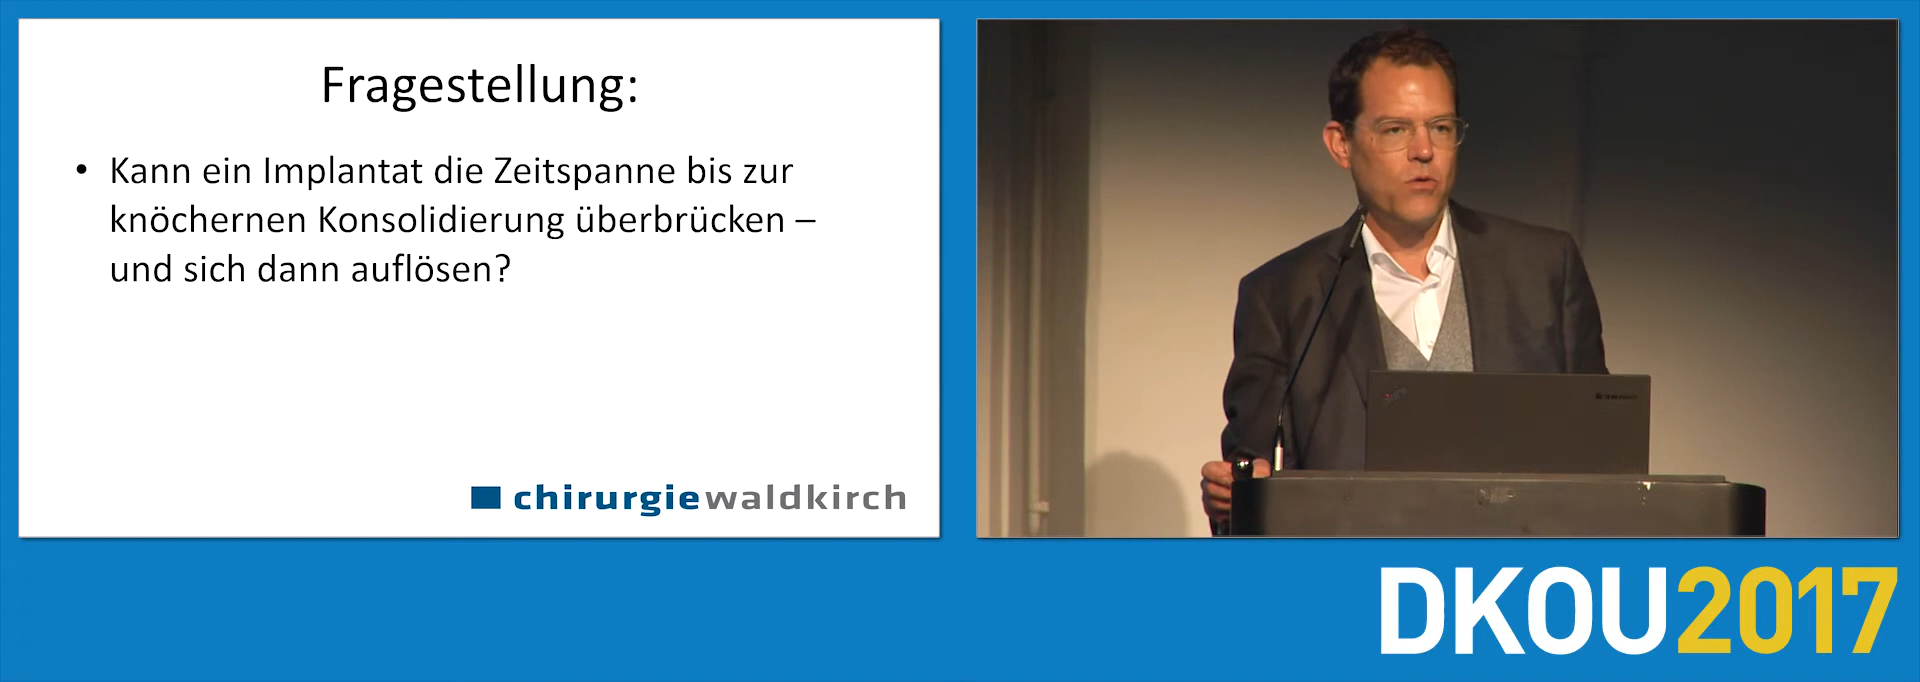 Fragestellung:
• Kann ein Implantat die Zeitspanne bis zur
knöchernen Konsolidierung überbrücken –
und sich dann auflösen?
chirurgiewaldkirch
DKOU2017